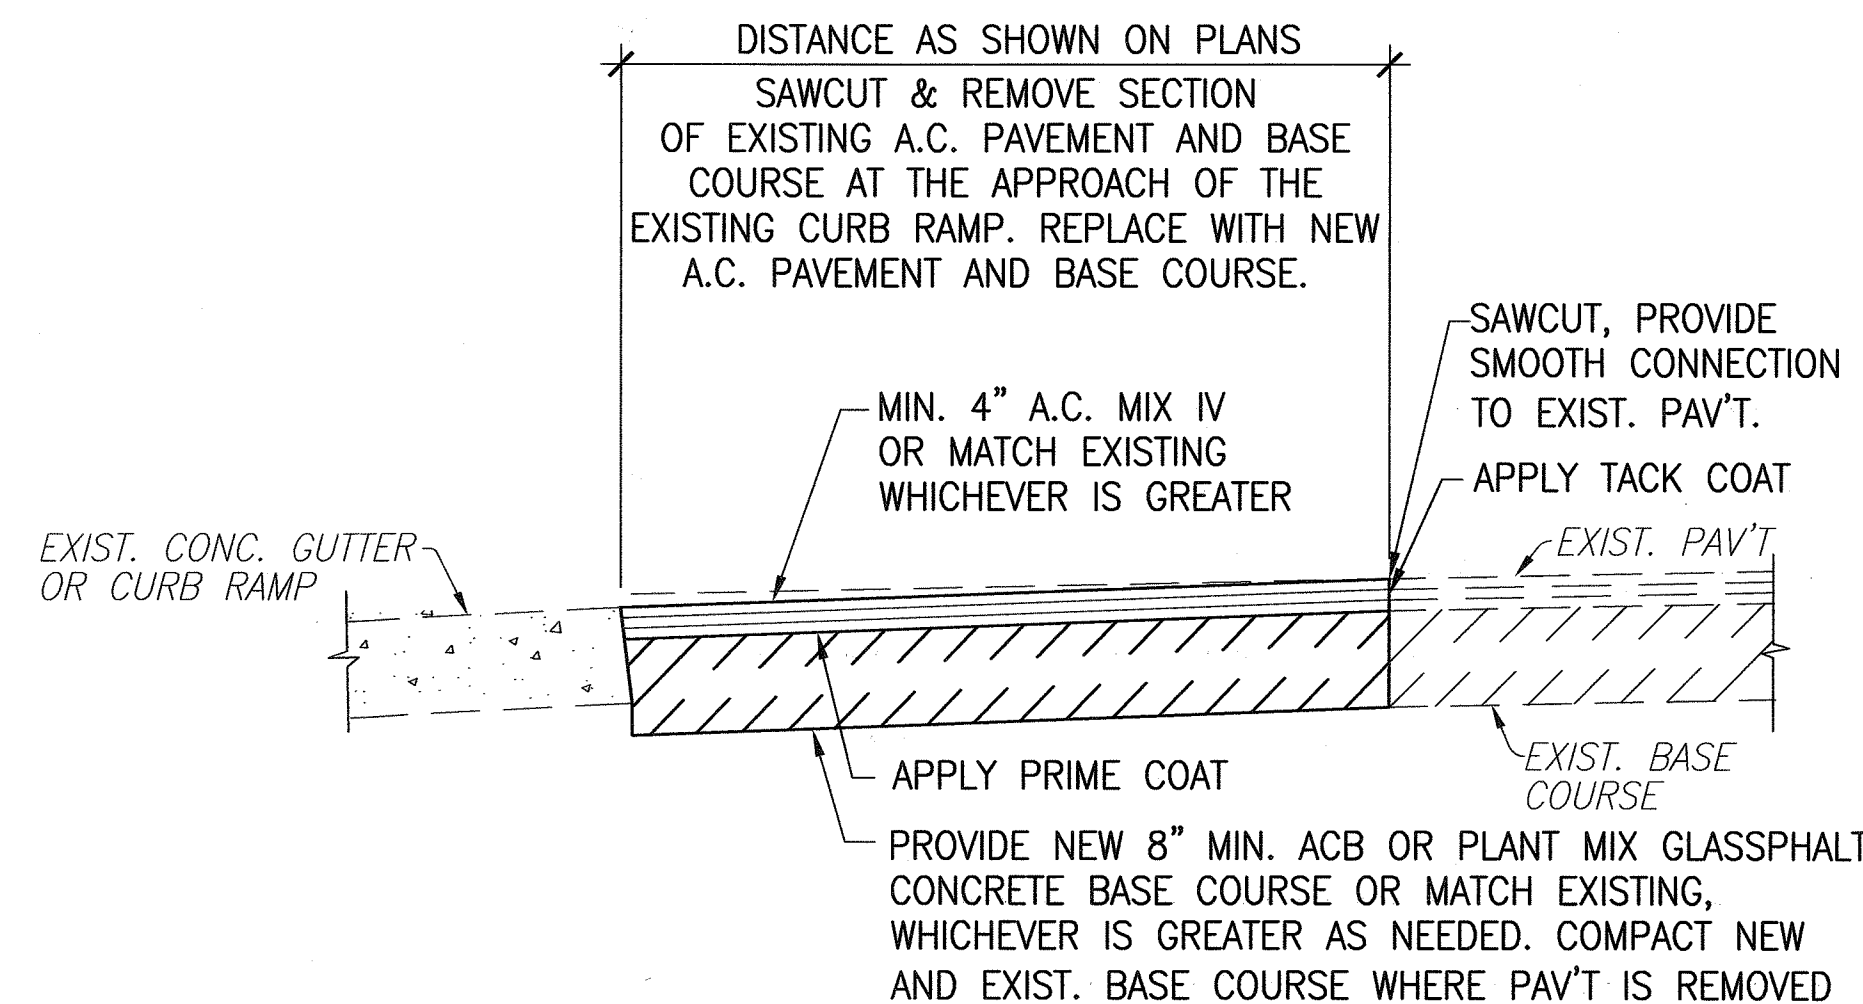 DISTANCE AS SHOWN ON PLANS
SAWCUT & REMOVE SECTION
OF EXISTING A.C. PAVEMENT AND BASE
COURSE AT THE APPROACH OF THE
EXISTING CURB RAMP. REPLACE WITH NEW
A.C. PAVEMENT AND BASE COURSE.
SAWCUT, PROVIDE
SMOOTH CONNECTION
TO EXIST. PAV'T.
MIN. 4" A.C. MIX IV
OR MATCH EXISTING
WHICHEVER IS GREATER
APPLY TACK COAT
EXIST. CONC. GUTTER
OR CURB RAMP
EXIST. PAV'T
APPLY PRIME COAT
EXIST. BASE
COURSE
PROVIDE NEW 8" MIN. ACB OR PLANT MIX GLASSPHALT
CONCRETE BASE COURSE OR MATCH EXISTING,
WHICHEVER IS GREATER AS NEEDED. COMPACT NEW
AND EXIST. BASE COURSE WHERE PAV'T IS REMOVED